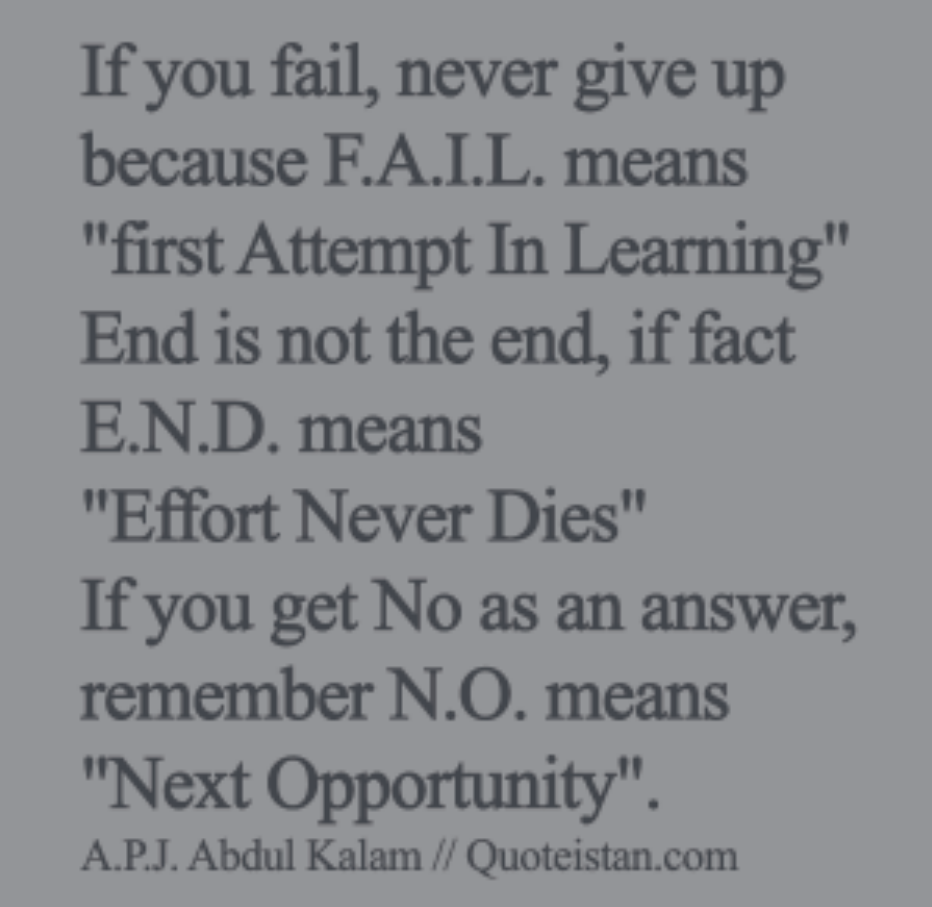 If you fail, never give up
because F.A.I.L. means
"first Attempt In Learning"
End is not the end, if fact
E.N.D. means
"Effort Never Dies"
If you get No as an answer,
remember N.O. means
"Next Opportunity".
A.P.J. Abdul Kalam // Quoteistan.com